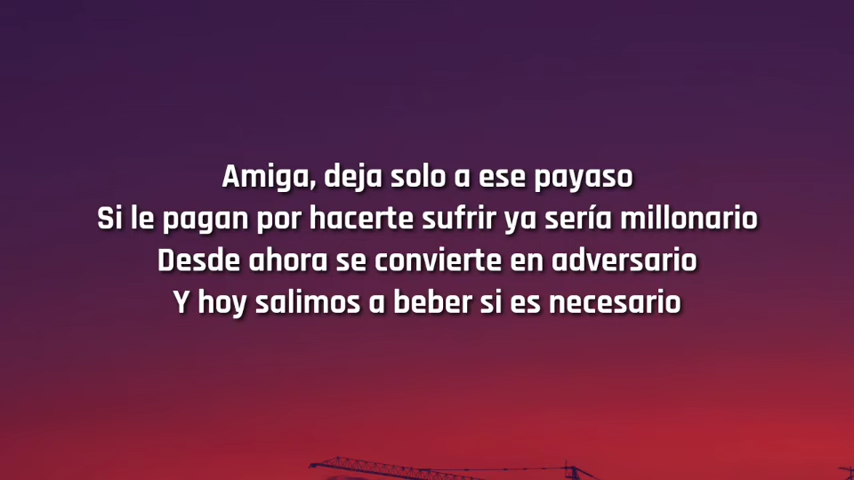 Amiga, deja solo a ese payaso
Si le pagan por hacerte sufrir ya sería millonario
Desde ahora se convierte en adversario
Y hoy salimos a beber si es necesario